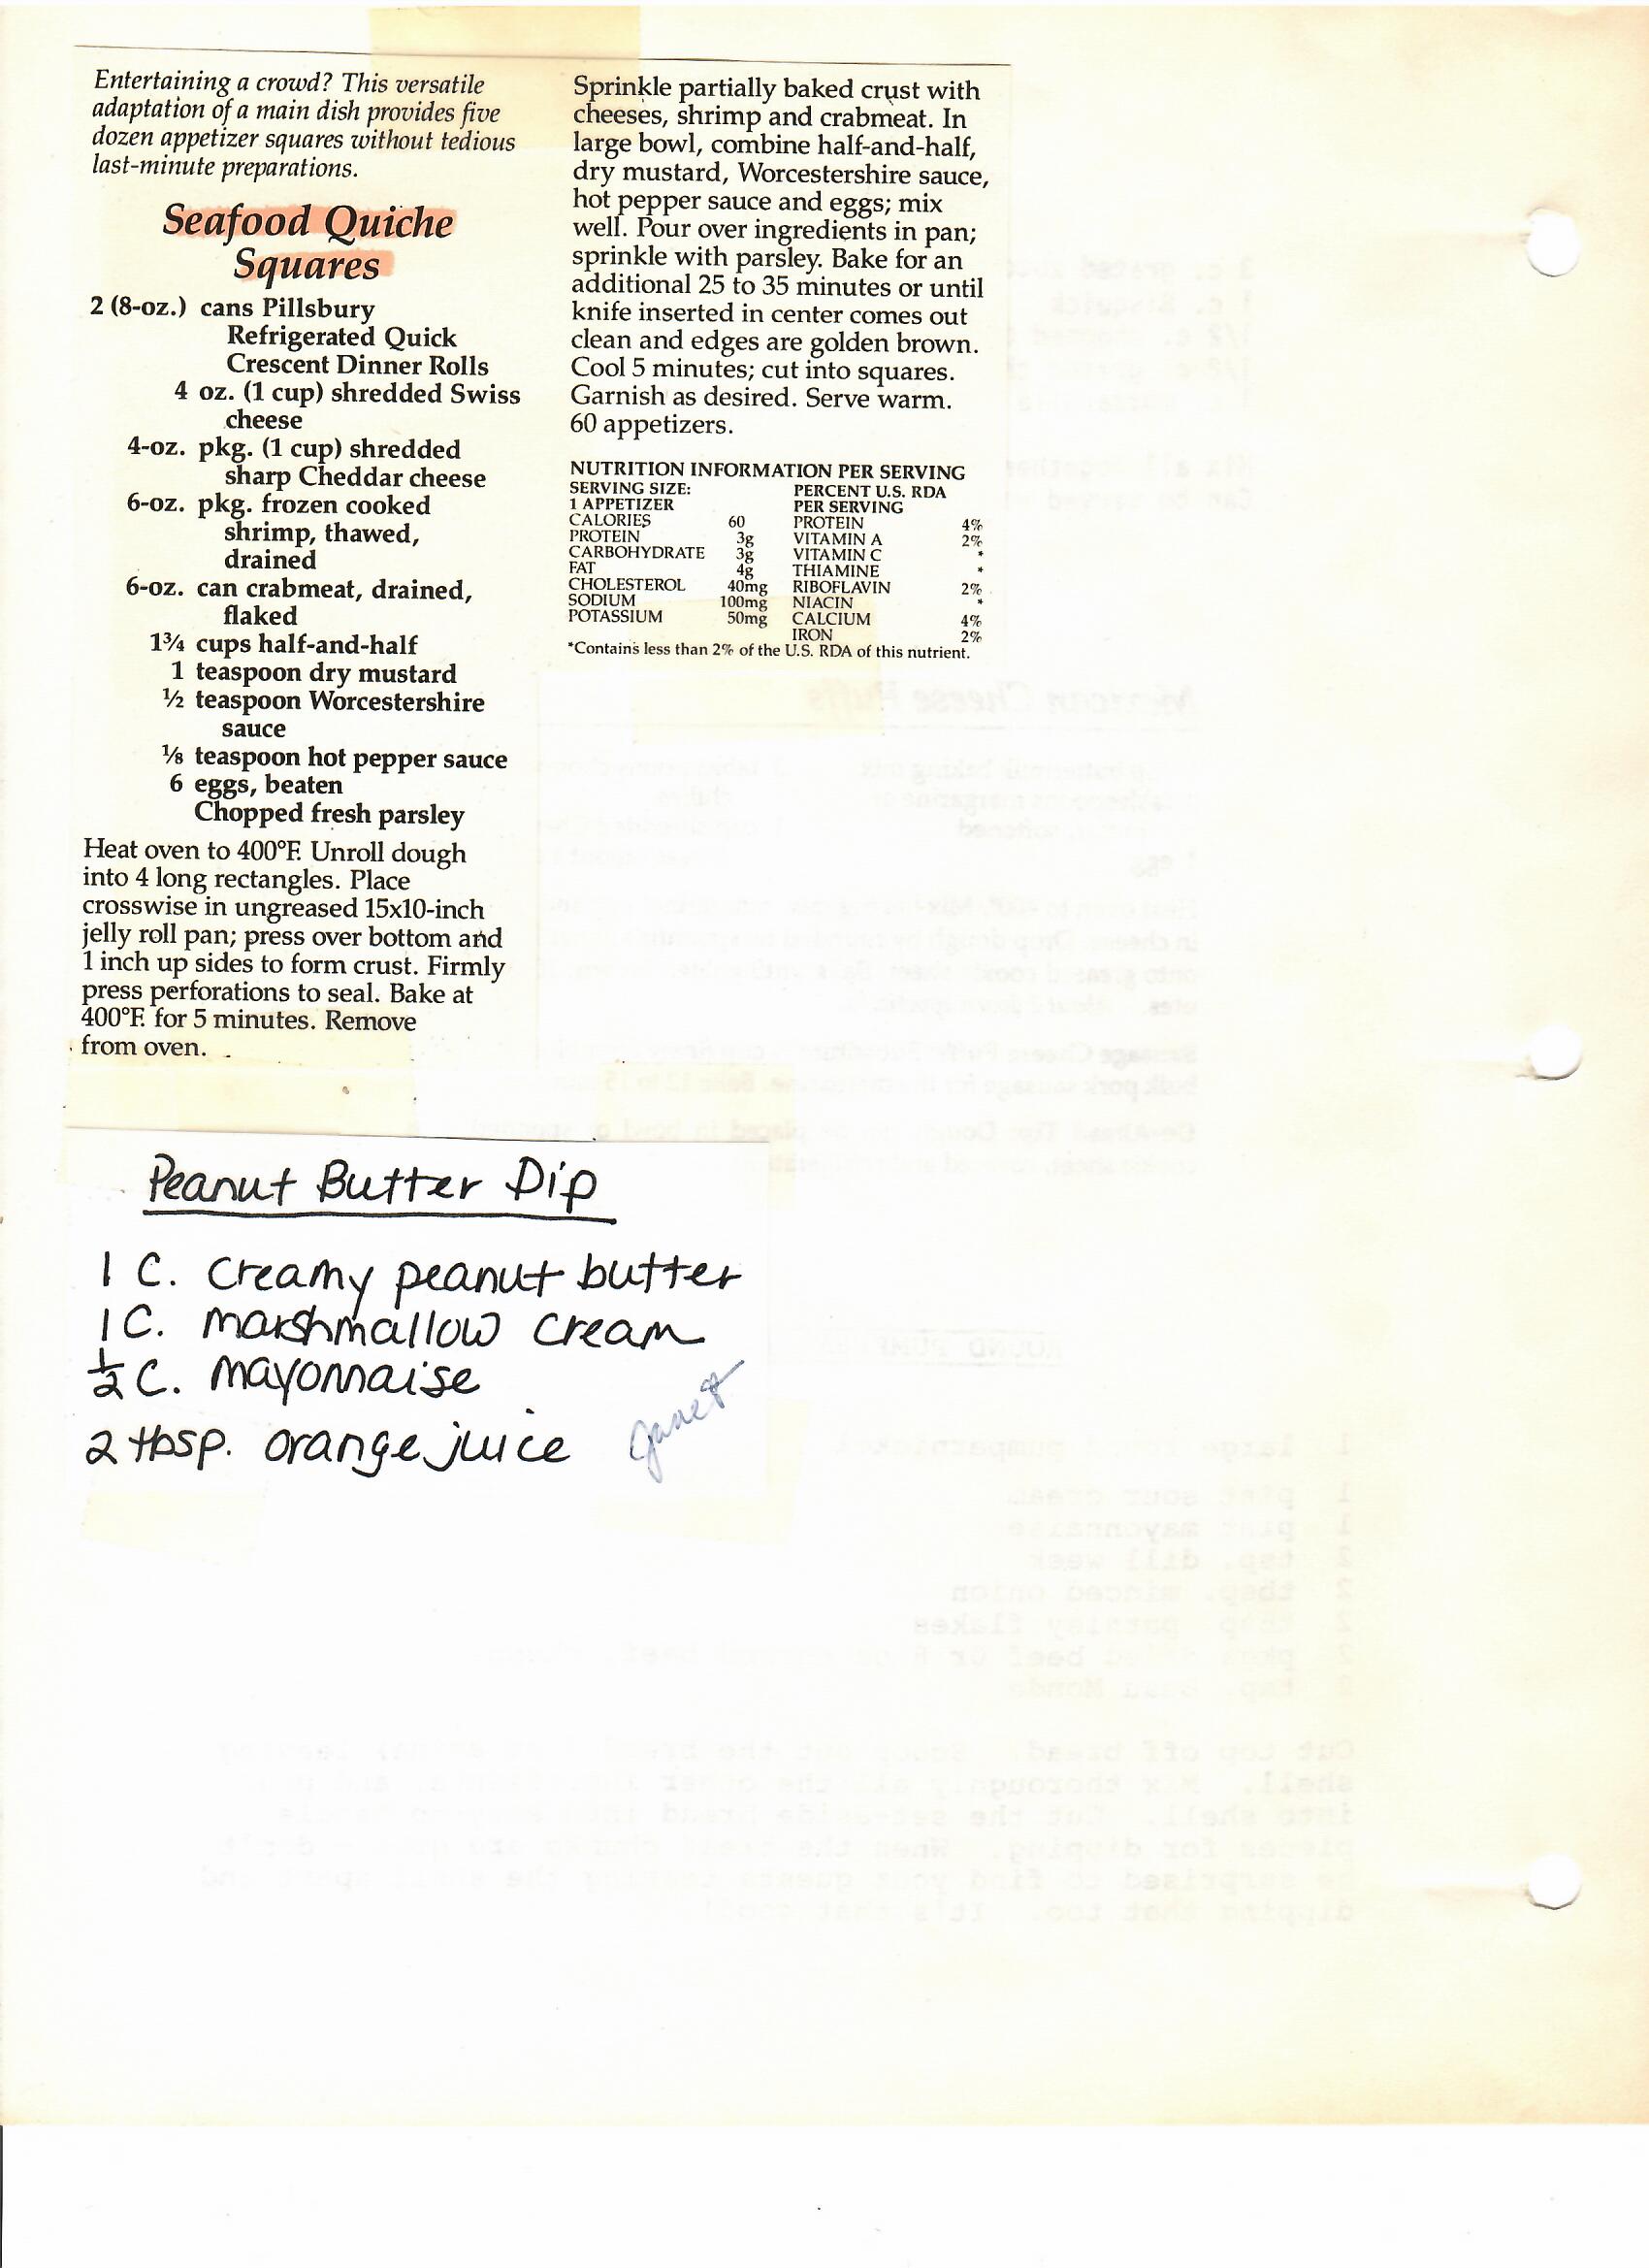 Entertaining a crowd? This versatile
adaptation of a main dish provides five
dozen appetizer squares without tedious
last-minute preparations.
Seafood Quiche
Squares
2 (8-oz.) cans Pillsbury
Refrigerated Quick
Crescent Dinner Rolls
4 oz. (1 cup) shredded Swiss
cheese
4-oz. pkg. (1 cup) shredded
sharp Cheddar cheese
6-oz. pkg. frozen cooked
shrimp, thawed,
drained
6-oz. can crabmeat, drained,
flaked
1¾ cups half-and-half
1 teaspoon dry mustard
½ teaspoon Worcestershire
sauce
⅛ teaspoon hot pepper sauce
6 eggs, beaten
Chopped fresh parsley
Heat oven to 400°F. Unroll dough
into 4 long rectangles. Place
crosswise in ungreased 15x10-inch
jelly roll pan; press over bottom and
1 inch up sides to form crust. Firmly
press perforations to seal. Bake at
400°F. for 5 minutes. Remove
from oven.
Sprinkle partially baked crust with
cheeses, shrimp and crabmeat. In
large bowl, combine half-and-half,
dry mustard, Worcestershire sauce,
hot pepper sauce and eggs; mix
well. Pour over ingredients in pan;
sprinkle with parsley. Bake for an
additional 25 to 35 minutes or until
knife inserted in center comes out
clean and edges are golden brown.
Cool 5 minutes; cut into squares.
Garnish as desired. Serve warm.
60 appetizers.
NUTRITION INFORMATION PER SERVING
SERVING SIZE: PERCENT U.S. RDA
1 APPETIZER PER SERVING
CALORIES 60 PROTEIN 4%
PROTEIN 3g VITAMIN A 2%
CARBOHYDRATE 3g VITAMIN C *
FAT 4g THIAMINE *
CHOLESTEROL 40mg RIBOFLAVIN 2%
SODIUM 100mg NIACIN *
POTASSIUM 50mg CALCIUM 4%
IRON 2%
*Contains less than 2% of the U.S. RDA of this nutrient.
Peanut Butter Dip
1 C. creamy peanut butter
1 C. marshmallow cream
½ C. mayonnaise
2 tbsp. orange juice
Janet